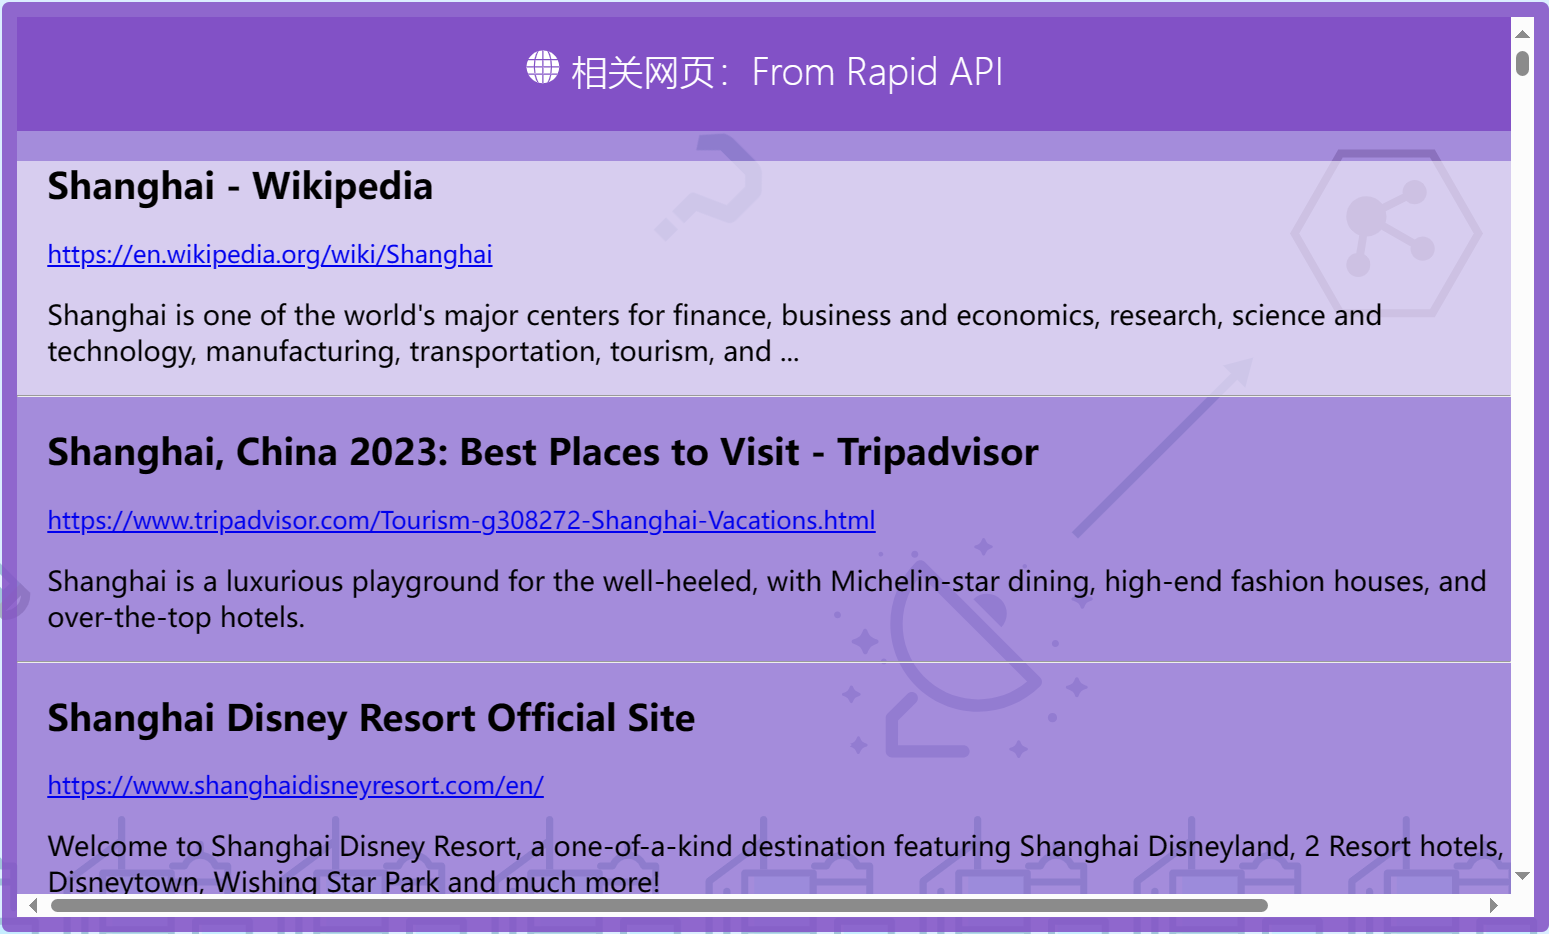 相关网页：From Rapid API
Shanghai - Wikipedia
https://en.wikipedia.org/wiki/Shanghai
Shanghai is one of the world's major centers for finance, business and economics, research, science and
technology, manufacturing, transportation, tourism, and ...
Shanghai, China 2023: Best Places to Visit - Tripadvisor
https://www.tripadvisor.com/Tourism-g308272-Shanghai-Vacations.html
Shanghai is a luxurious playground for the well-heeled, with Michelin-star dining, high-end fashion houses, and
over-the-top hotels.
Shanghai Disney Resort Official Site
https://www.shanghaidisneyresort.com/en/
Welcome to Shanghai Disney Resort, a one-of-a-kind destination featuring Shanghai Disneyland, 2 Resort hotels,
Disneytown, Wishing Star Park and much more!